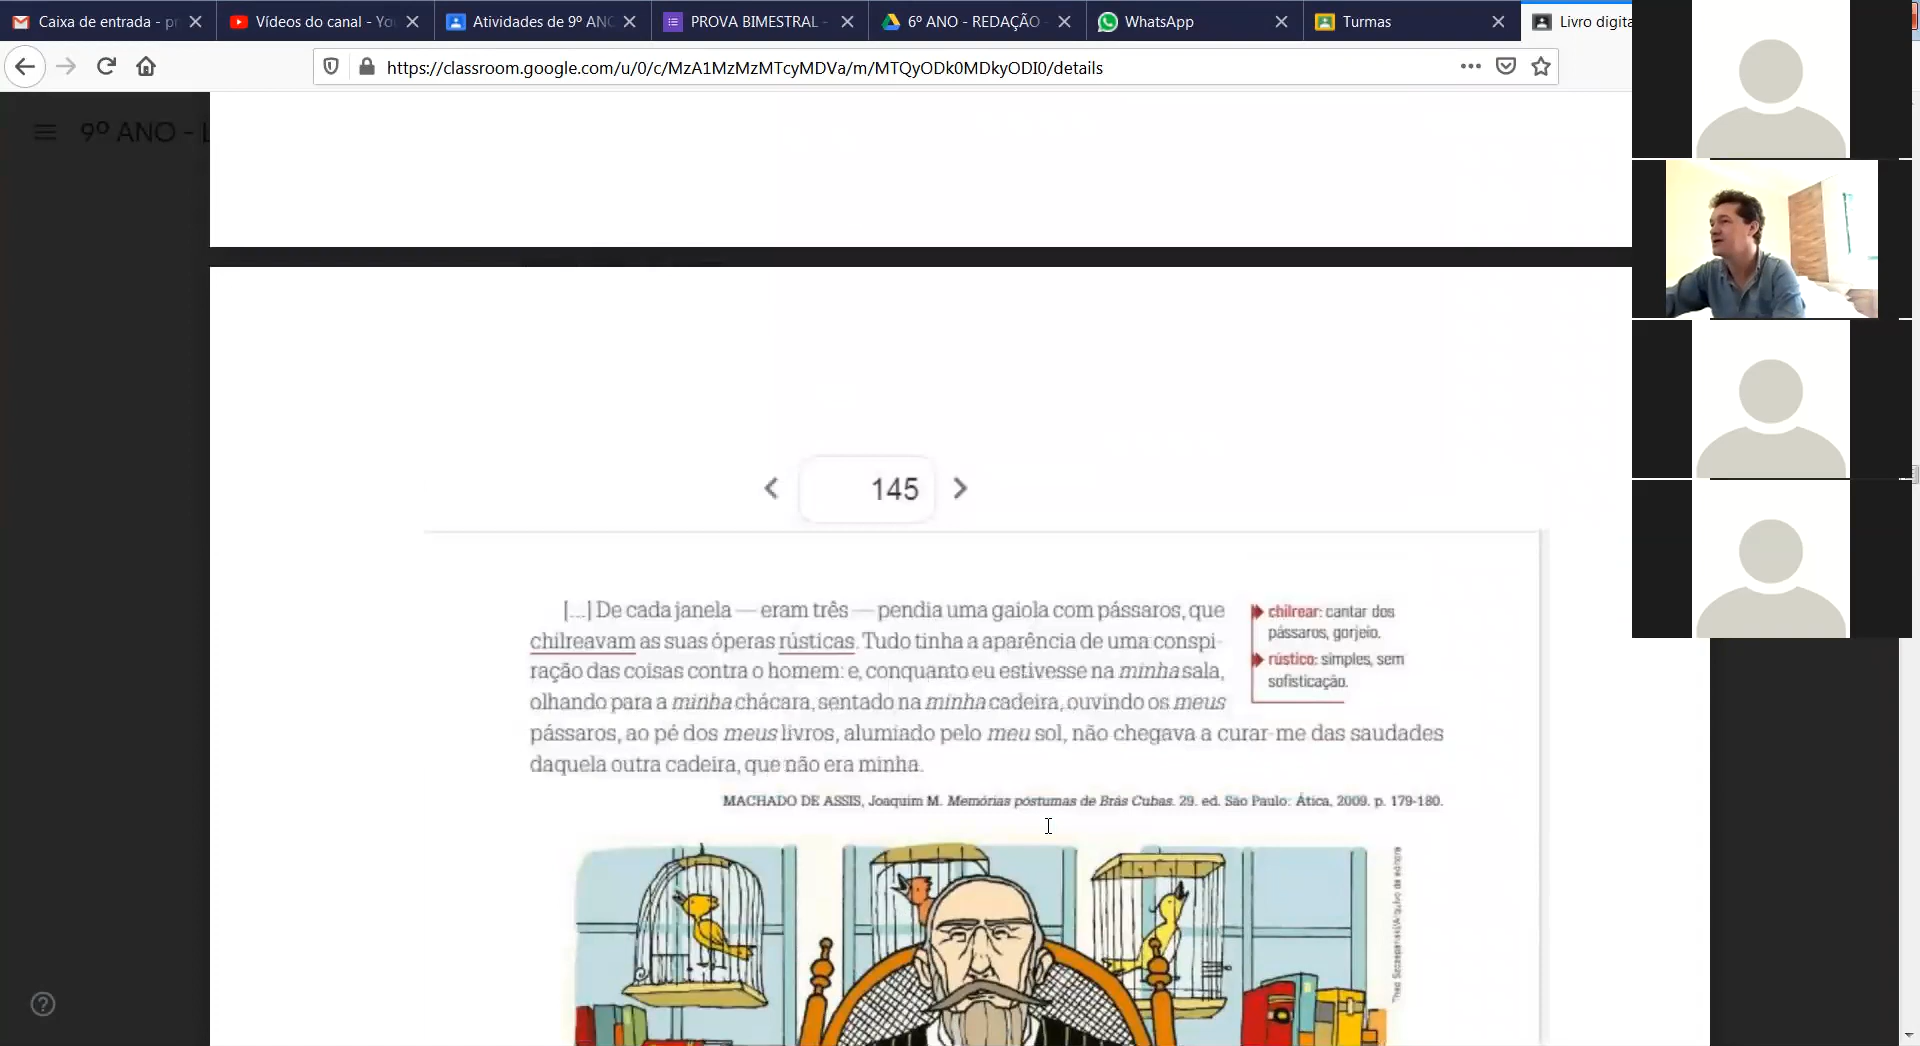 Caixa de entrada - pr
Vídeos do canal - You
Atividades de 9º ANO
PROVA BIMESTRAL -
6º ANO - REDAÇÃO -
WhatsApp
Turmas
Livro digita
https://classroom.google.com/u/0/c/MzA1MzMzMTcyMDVa/m/MTQyODk0MDkyODI0/details
9º ANO - L
145
[...] De cada janela — eram três — pendia uma gaiola com pássaros, que
chilreavam as suas óperas rústicas. Tudo tinha a aparência de uma conspi-
ração das coisas contra o homem: e, conquanto eu estivesse na minha sala,
olhando para a minha chácara, sentado na minha cadeira, ouvindo os meus
pássaros, ao pé dos meus livros, alumiado pelo meu sol, não chegava a curar-me das saudades
daquela outra cadeira, que não era minha.
chilrear: cantar dos
pássaros, gorjeio.
rústico: simples, sem
sofisticação.
MACHADO DE ASSIS, Joaquim M. Memórias póstumas de Brás Cubas. 29. ed. São Paulo: Ática, 2009. p. 179-180.